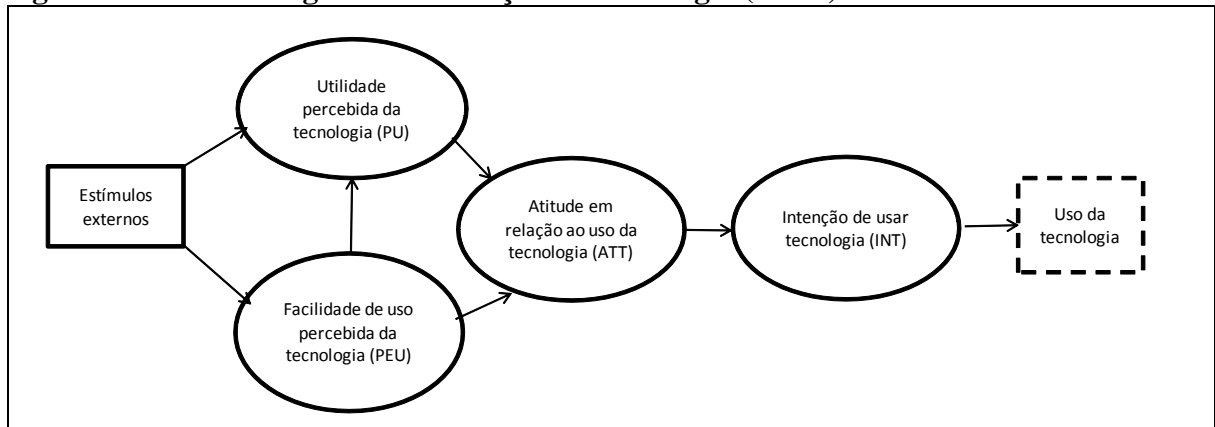 Utilidade
percebida da
tecnologia (PU)
Estímulos
externos
Atitude em
relação ao uso da
tecnologia (ATT)
Intenção de usar
tecnologia (INT)
Uso da
tecnologia
Facilidade de uso
percebida da
tecnologia (PEU)